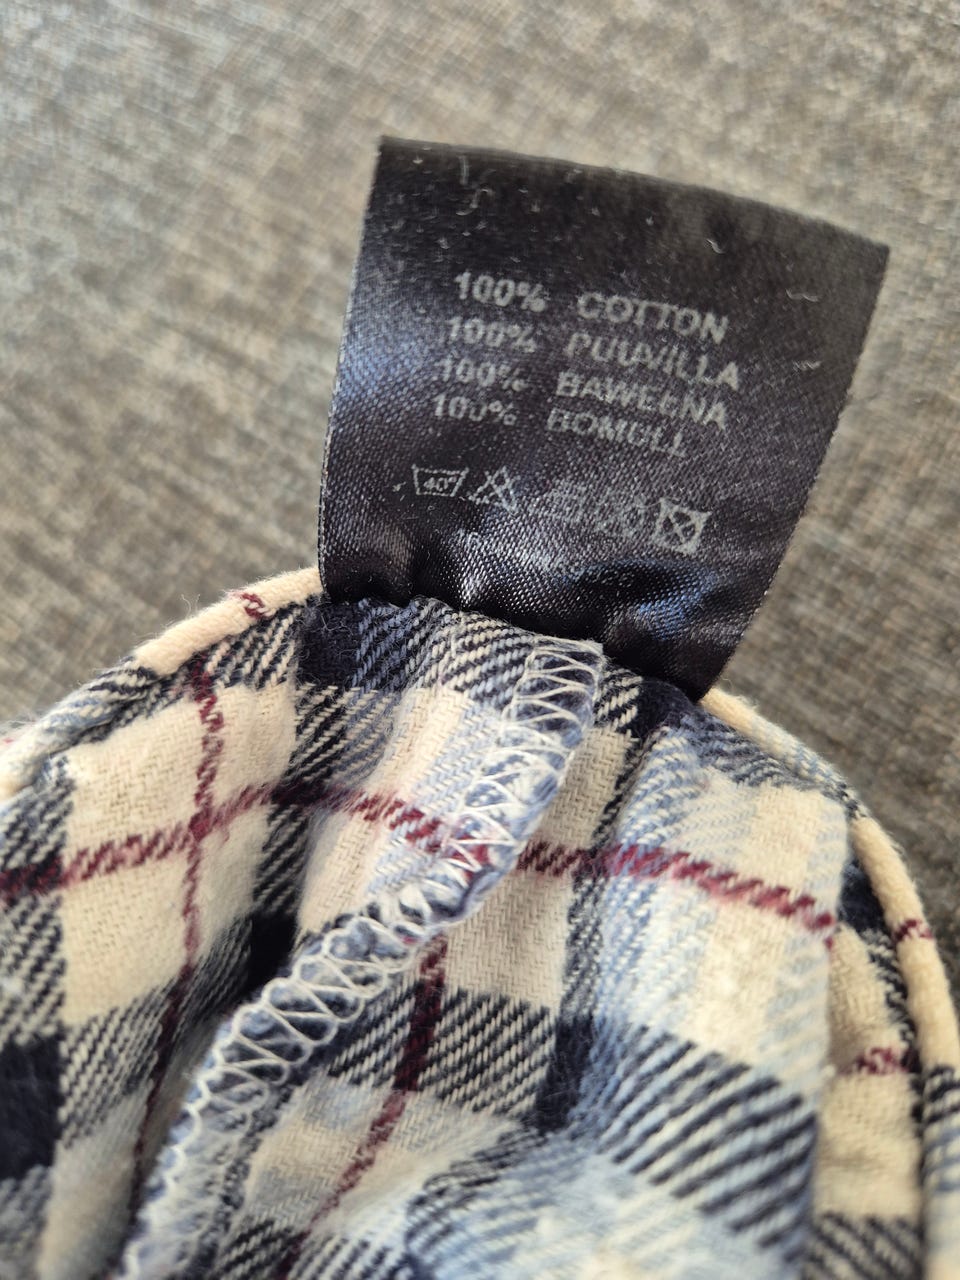 100% COTTON
100% PUUVILLA
100% BAWEŁNA
100% BOMULL
40°